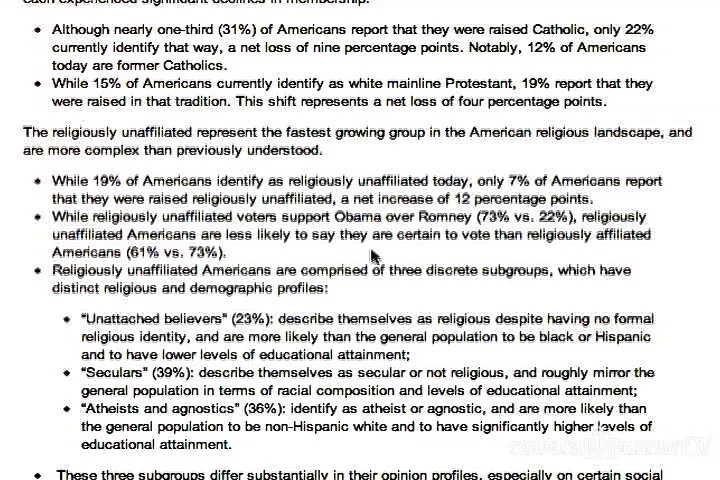 each experienced significant declines in membership.
• Although nearly one-third (31%) of Americans report that they were raised Catholic, only 22%
currently identify that way, a net loss of nine percentage points. Notably, 12% of Americans
today are former Catholics.
• While 15% of Americans currently identify as white mainline Protestant, 19% report that they
were raised in that tradition. This shift represents a net loss of four percentage points.
The religiously unaffiliated represent the fastest growing group in the American religious landscape, and
are more complex than previously understood.
• While 19% of Americans identify as religiously unaffiliated today, only 7% of Americans report
that they were raised religiously unaffiliated, a net increase of 12 percentage points.
• While religiously unaffiliated voters support Obama over Romney (73% vs. 22%), religiously
unaffiliated Americans are less likely to say they are certain to vote than religiously affiliated
Americans (61% vs. 73%).
• Religiously unaffiliated Americans are comprised of three discrete subgroups, which have
distinct religious and demographic profiles:
• “Unattached believers” (23%): describe themselves as religious despite having no formal
religious identity, and are more likely than the general population to be black or Hispanic
and to have lower levels of educational attainment;
• “Seculars” (39%): describe themselves as secular or not religious, and roughly mirror the
general population in terms of racial composition and levels of educational attainment;
• “Atheists and agnostics” (36%): identify as atheist or agnostic, and are more likely than
the general population to be non-Hispanic white and to have significantly higher levels of
educational attainment.
• These three subgroups differ substantially in their opinion profiles, especially on certain social